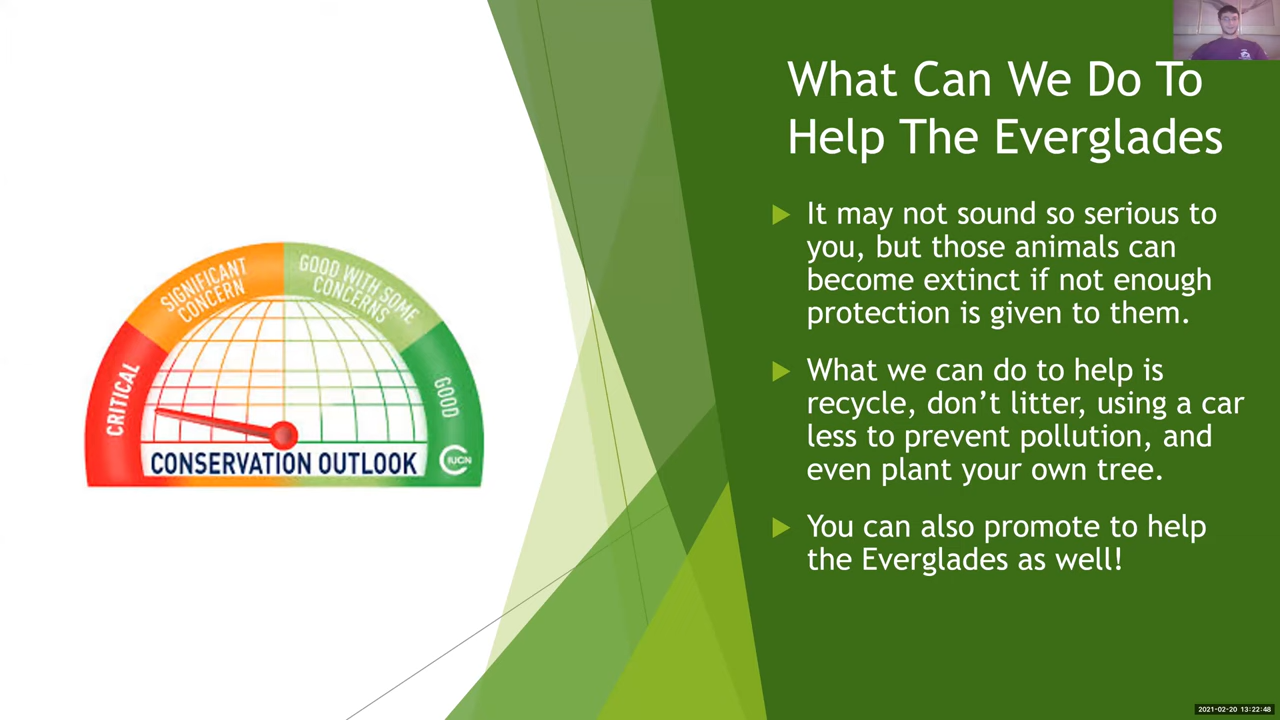 What Can We Do To
Help The Everglades
It may not sound so serious to
you, but those animals can
become extinct if not enough
protection is given to them.
What we can do to help is
recycle, don't litter, using a car
less to prevent pollution, and
even plant your own tree.
You can also promote to help
the Everglades as well!
CRITICAL
SIGNIFICANT
CONCERN
GOOD WITH SOME
CONCERNS
GOOD
CONSERVATION OUTLOOK
IUCN
2021-02-20 13:22:48